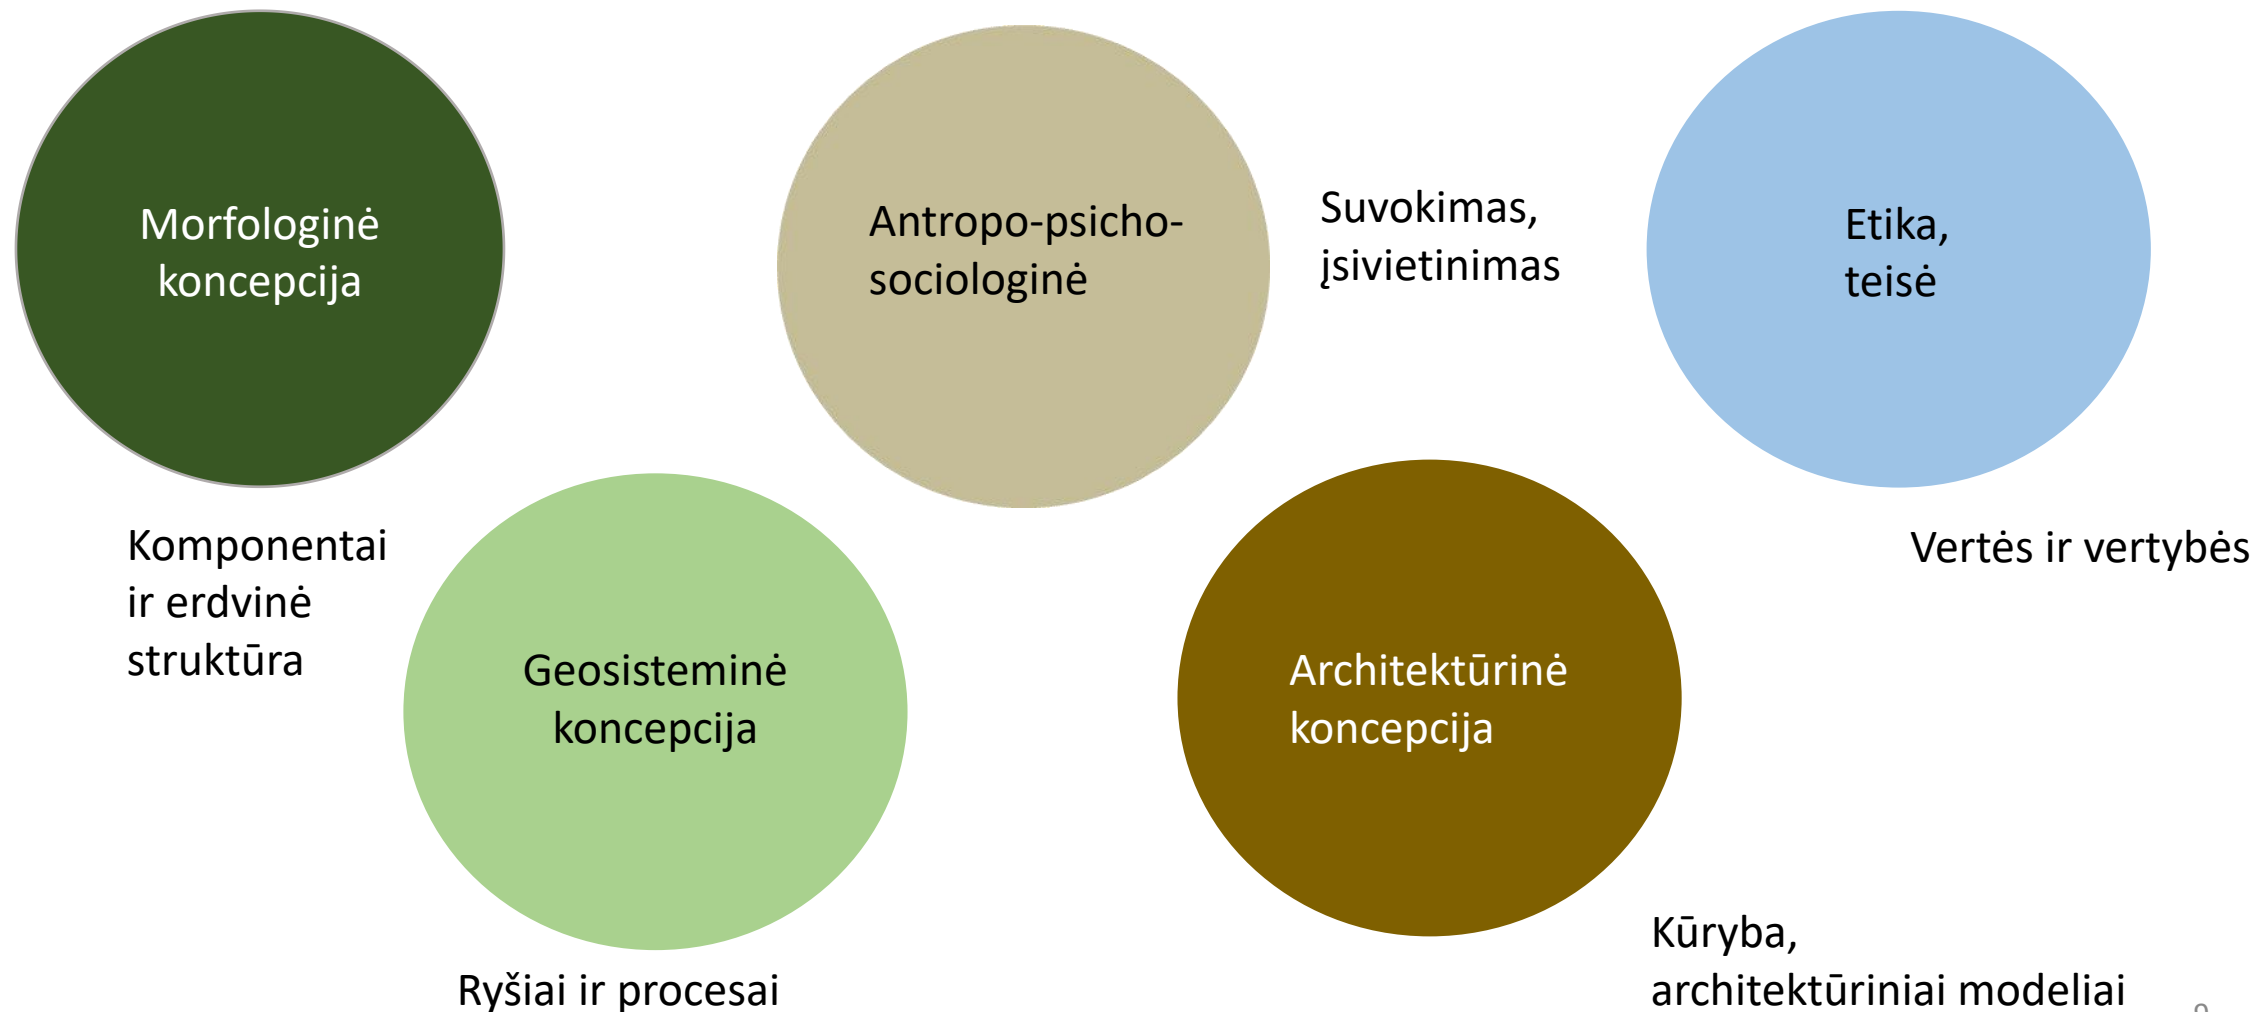 Morfologinė
koncepcija
Komponentai
ir erdvinė
struktūra
Geosisteminė
koncepcija
Ryšiai ir procesai
Antropo-psicho-
sociologinė
Suvokimas,
įsivietinimas
Architektūrinė
koncepcija
Kūryba,
architektūriniai modeliai
Etika,
teisė
Vertės ir vertybės